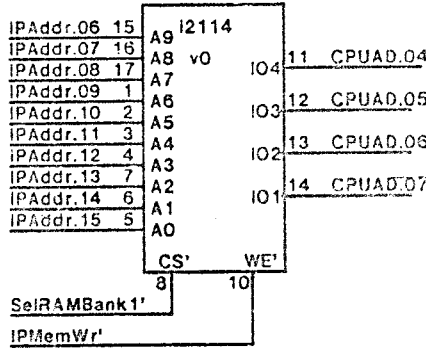 IPAddr.06 15 A9 i2114
IPAddr.07 16 A8 v0 IO4 11 CPUAD.04
IPAddr.08 17 A7
IPAddr.09 1 A6 IO3 12 CPUAD.05
IPAddr.10 2 A5
IPAddr.11 3 A4 IO2 13 CPUAD.06
IPAddr.12 4 A3
IPAddr.13 7 A2 IO1 14 CPUAD.07
IPAddr.14 6 A1
IPAddr.15 5 A0
CS' WE'
8 10
SelRAMBank1'
IPMemWr'